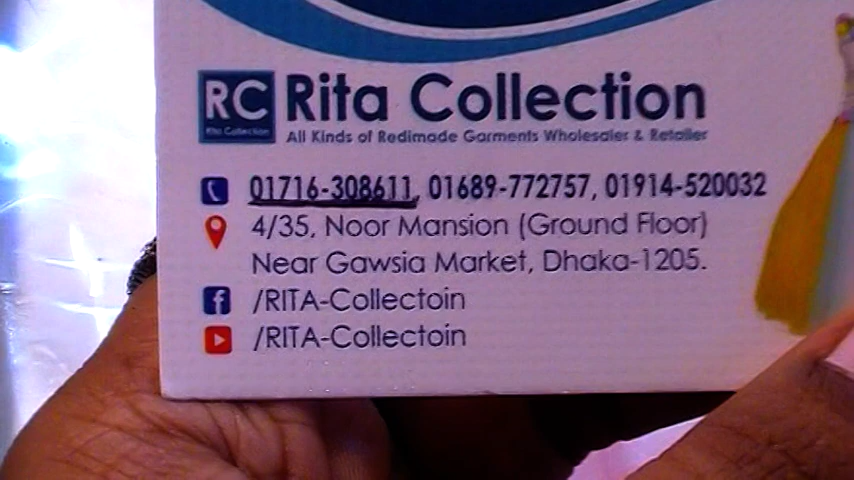 RC Rita Collection
Rita Collection
All Kinds of Redimade Garments Wholesaler & Retailer
01716-308611, 01689-772757, 01914-520032
4/35, Noor Mansion (Ground Floor)
Near Gawsia Market, Dhaka-1205.
/RITA-Collectoin
/RITA-Collectoin